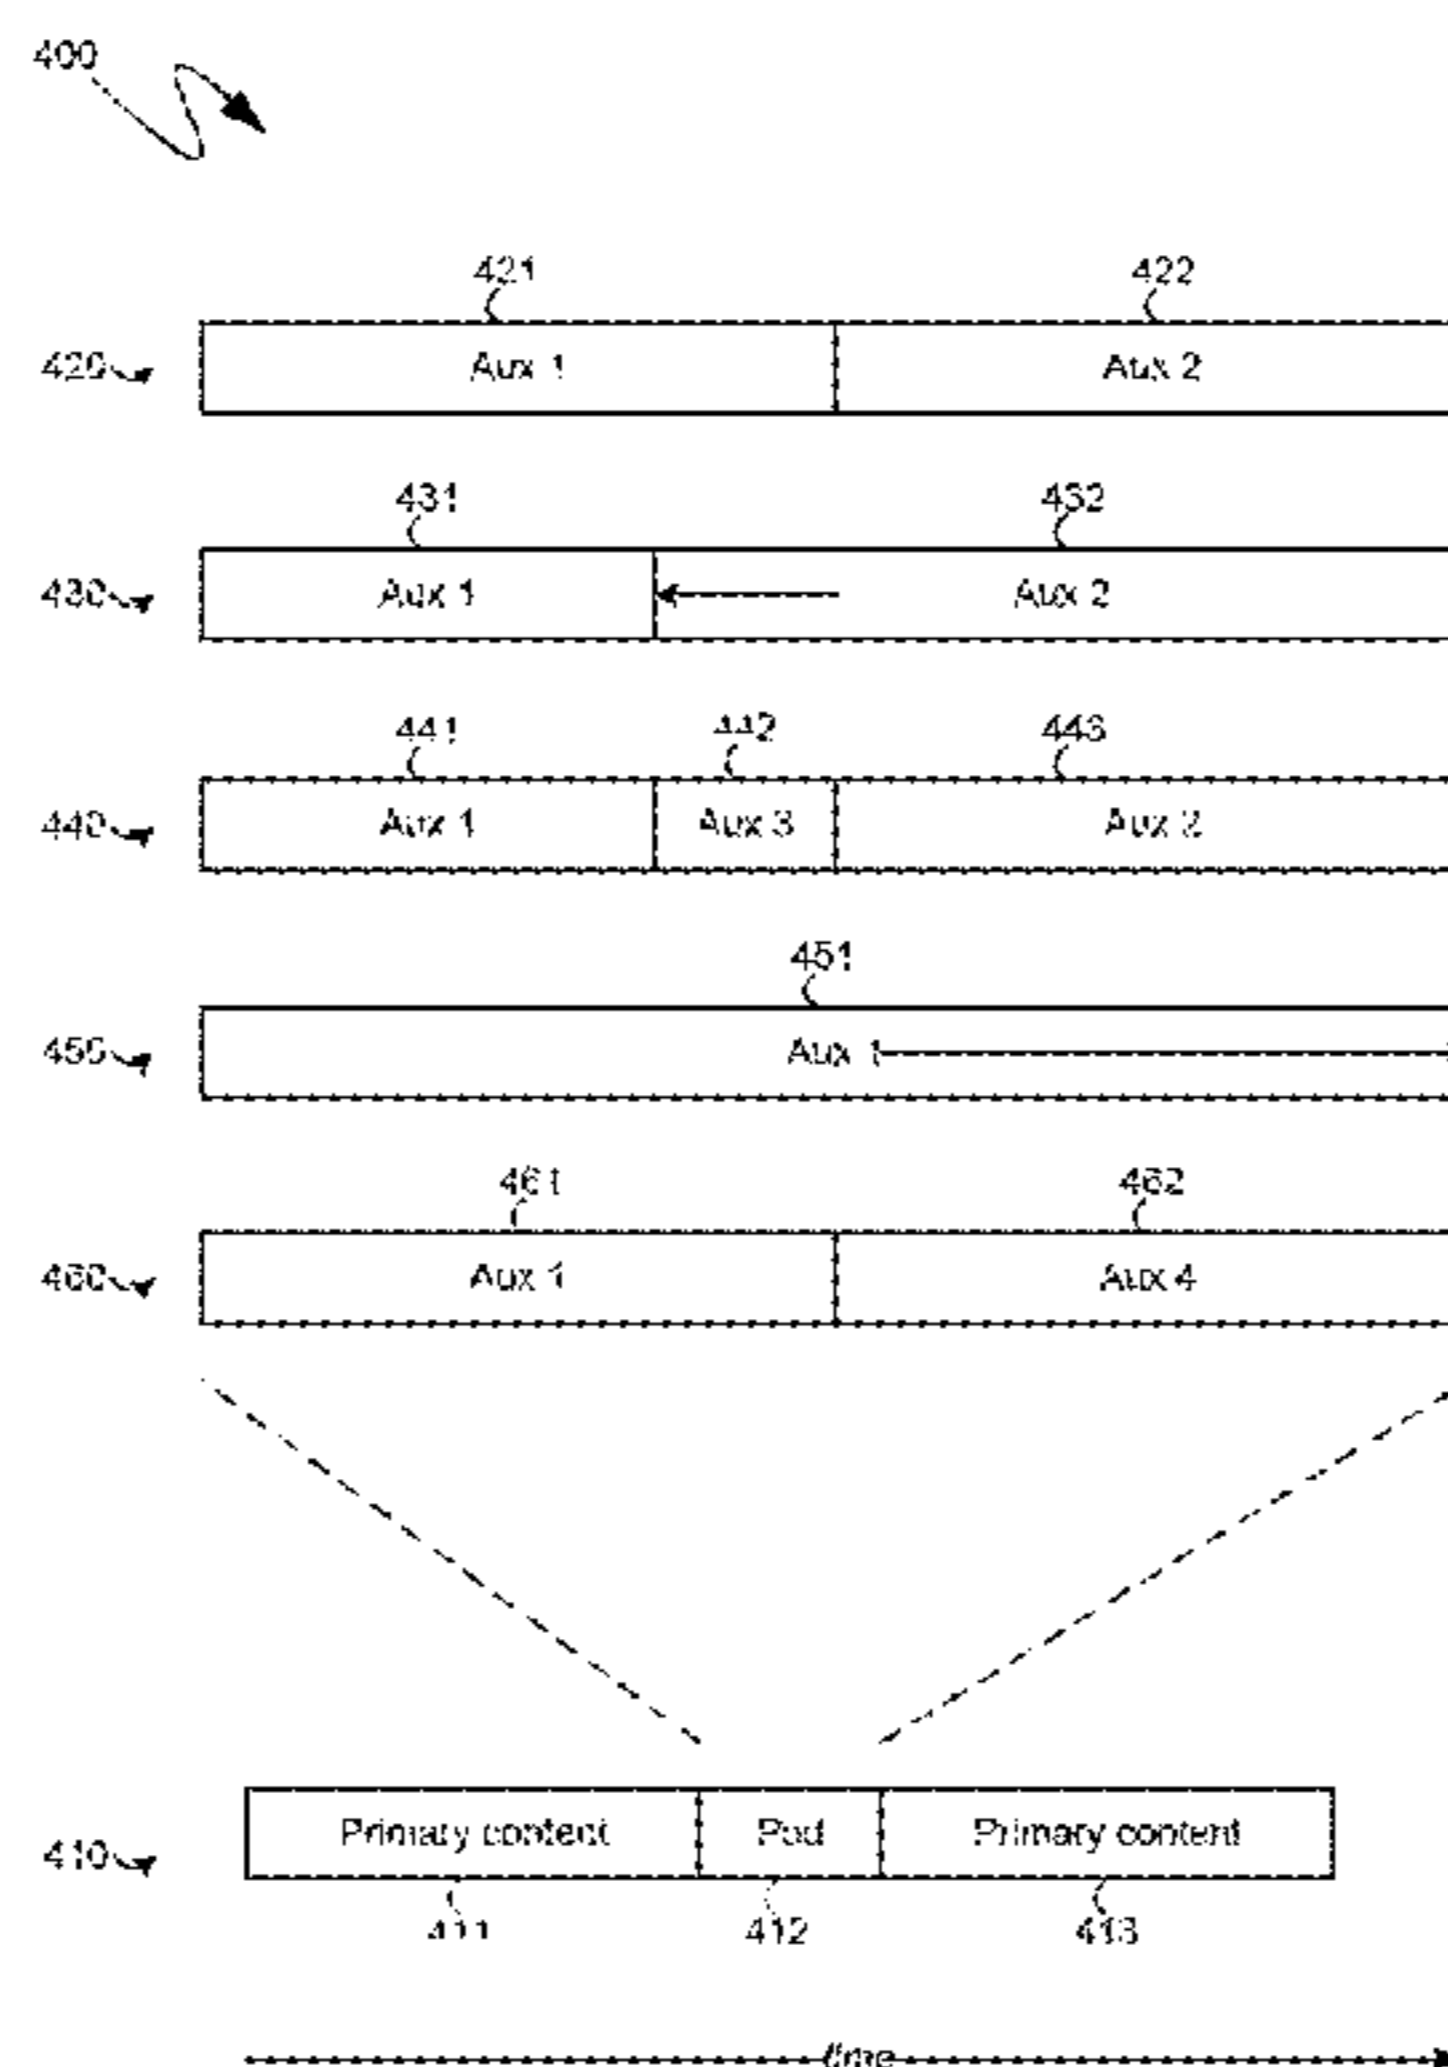 400
421 422
420 Aux 1 Aux 2
431 432
430 Aux 1 Aux 2
441 442 443
440 Aux 1 Aux 3 Aux 2
451
450 Aux 1
461 462
460 Aux 1 Aux 4
Primary content Pod Primary content
410
411 412 413
time